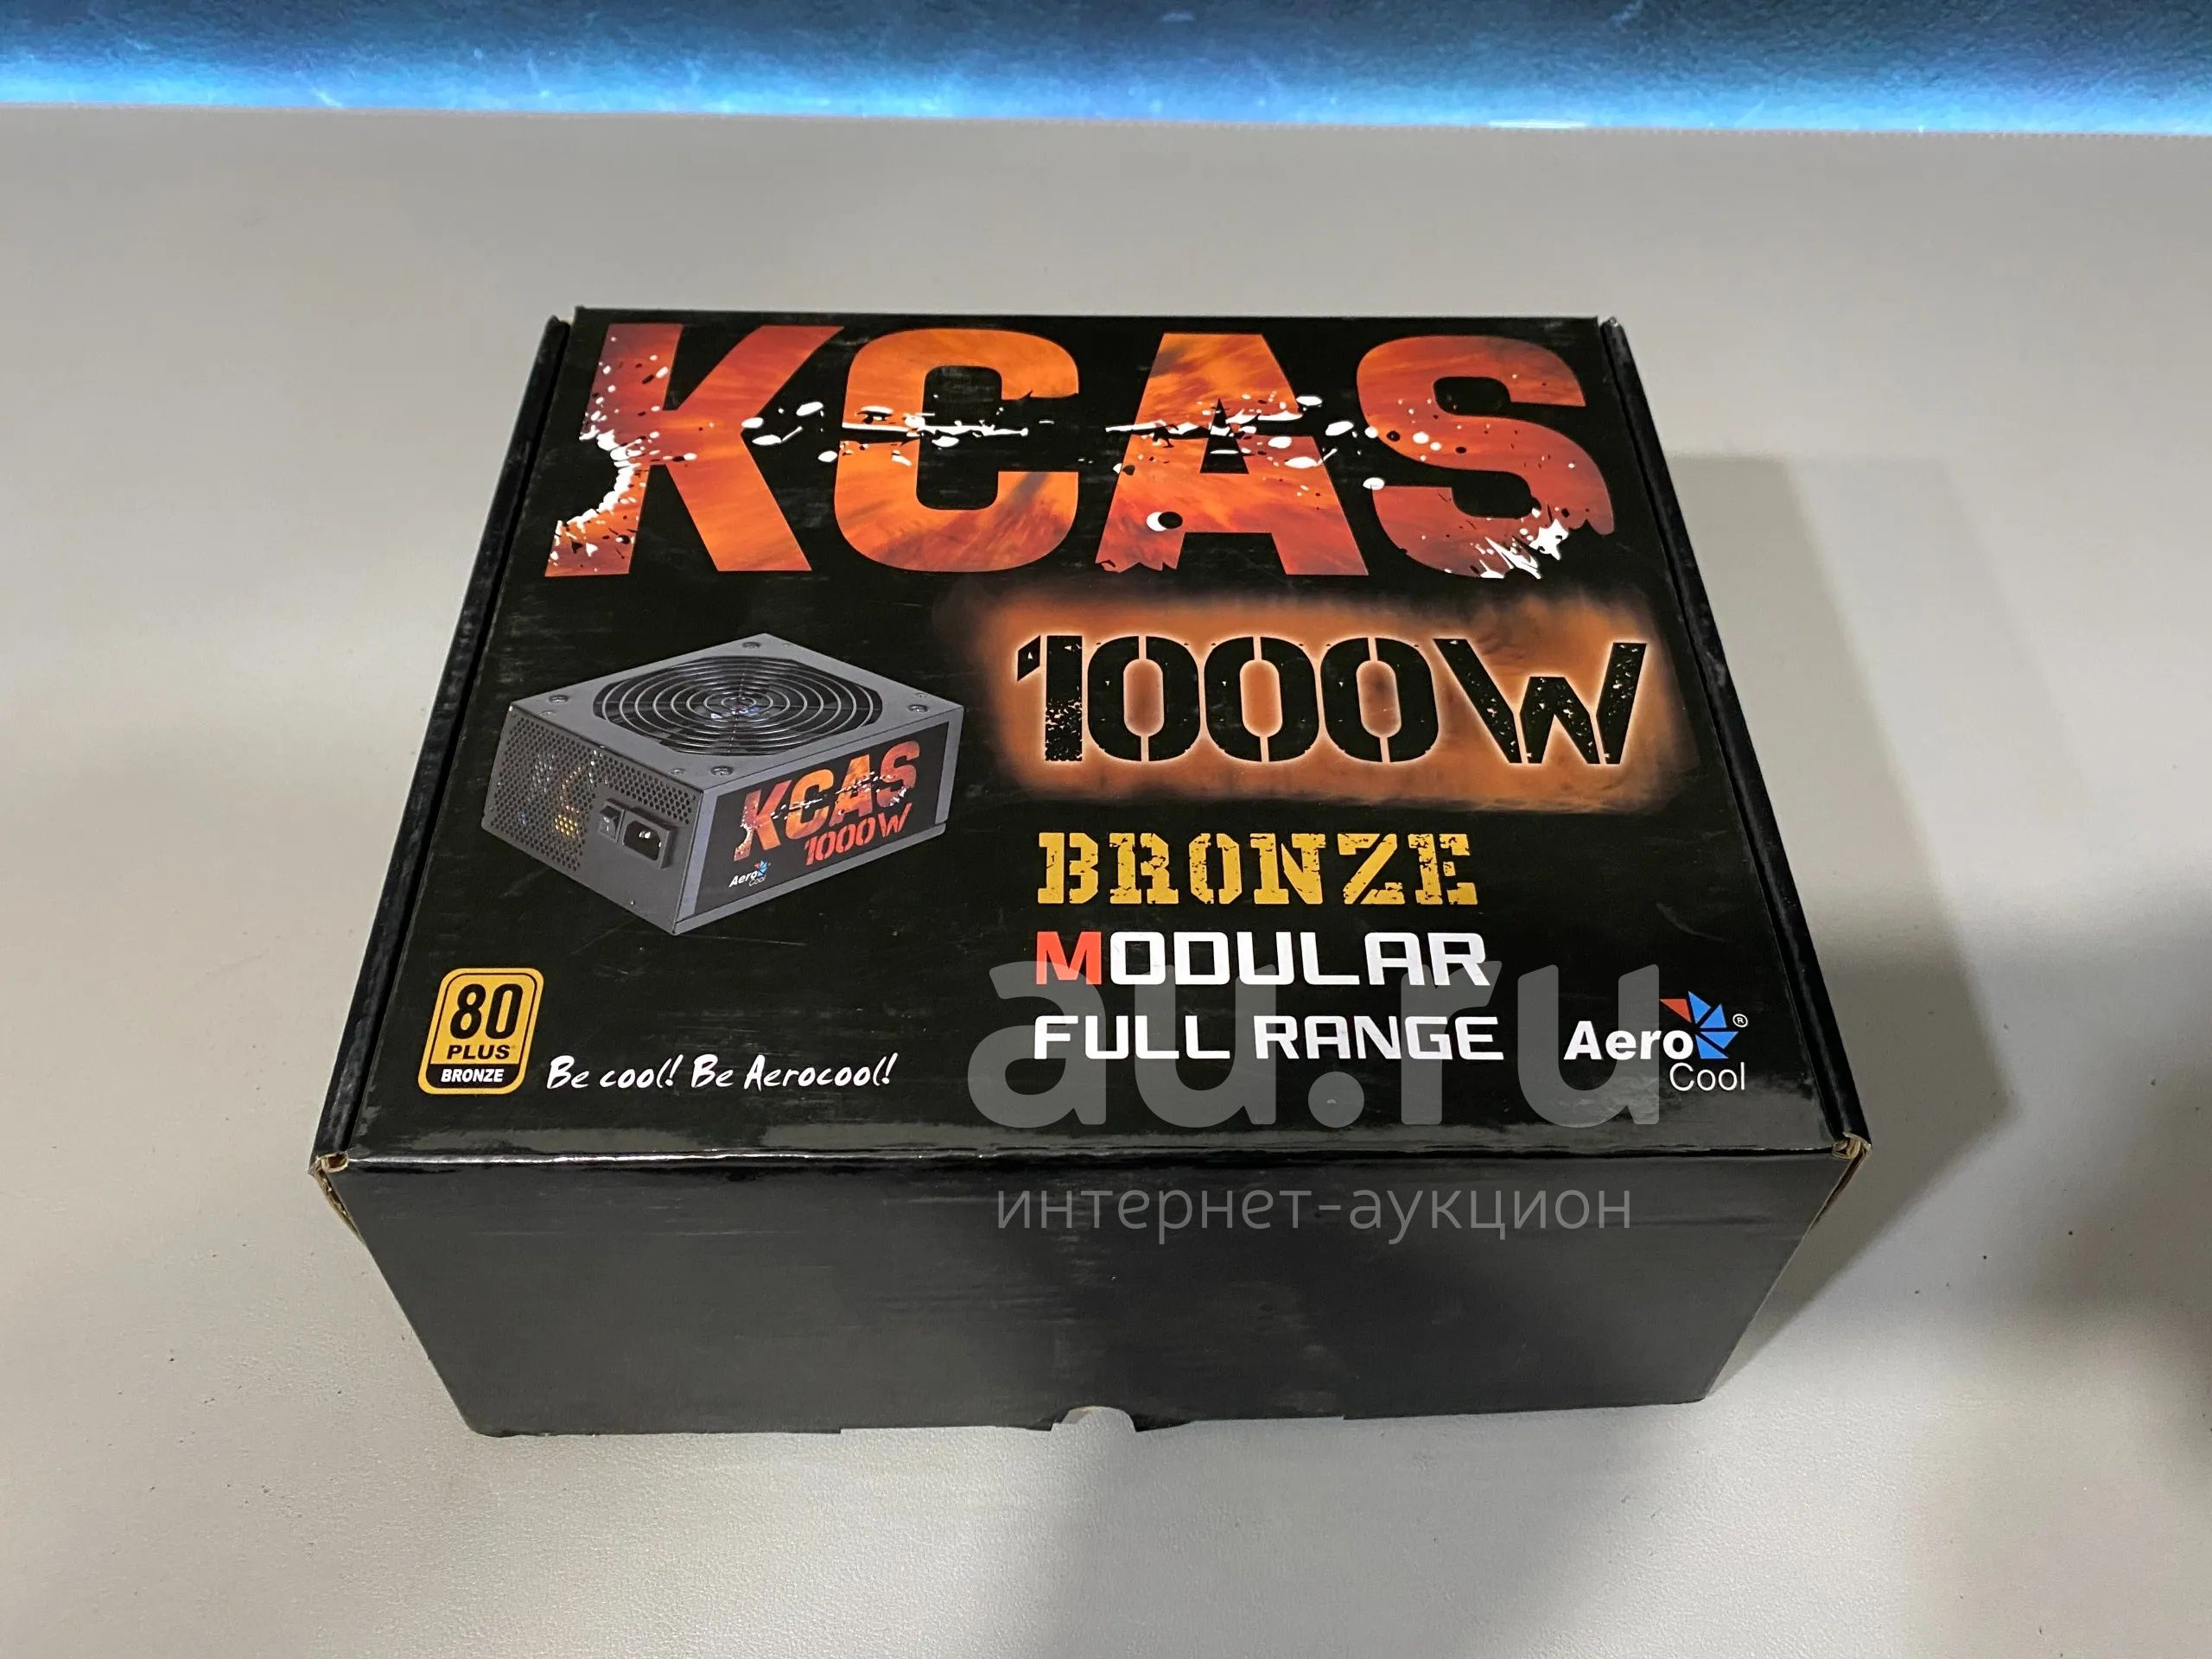 KCAS
1000W
KCAS
1000W
Aero
Cool
BRONZE
MODULAR
FULL RANGE
80
PLUS
BRONZE
Be cool! Be Aerocool!
Aero
Cool
®
au.ru
интернет-аукцион